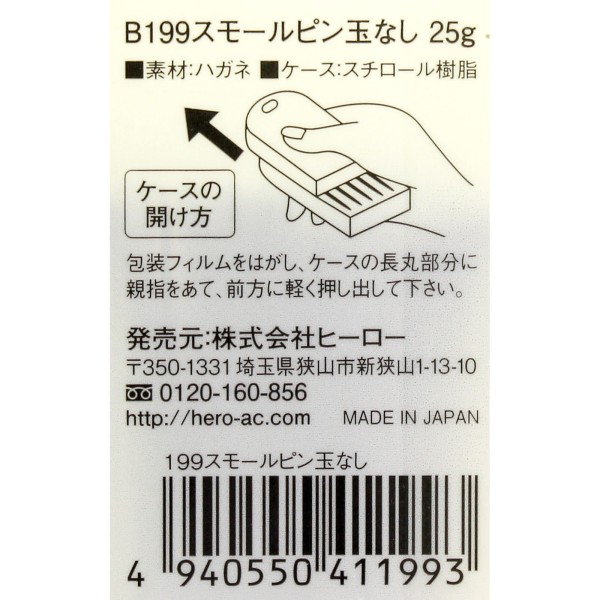 B199スモールピン玉なし 25g
■素材:ハガネ ■ケース:スチロール樹脂
ケースの
開け方
包装フィルムをはがし、ケースの長丸部分に
親指をあて、前方に軽く押し出して下さい。
発売元:株式会社ヒーロー
〒350-1331 埼玉県狭山市新狭山1-13-10
0120-160-856
http://hero-ac.com MADE IN JAPAN
199スモールピン玉なし
4 940550 411993